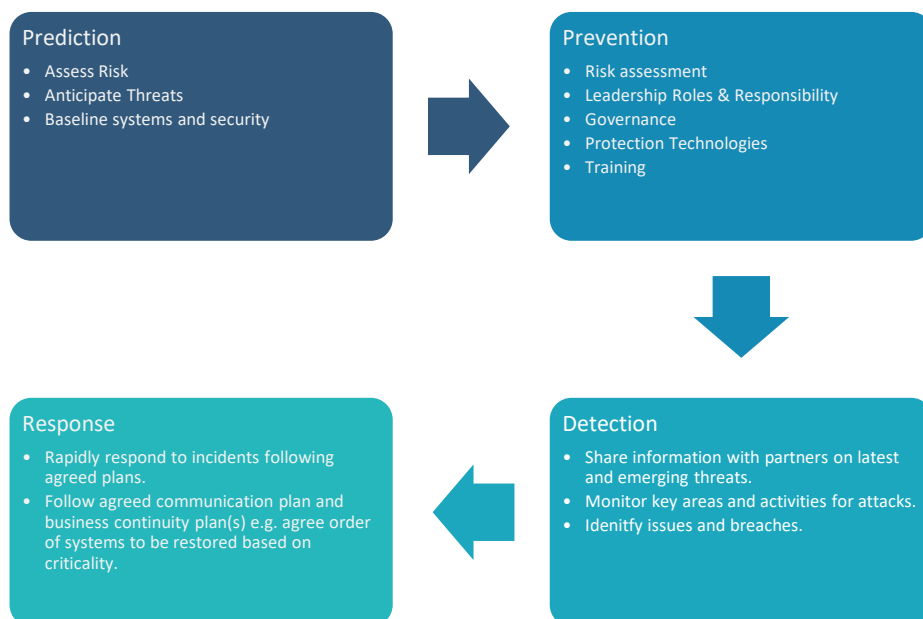 Prediction
• Assess Risk
• Anticipate Threats
• Baseline systems and security
Prevention
• Risk assessment
• Leadership Roles & Responsibility
• Governance
• Protection Technologies
• Training
Response
• Rapidly respond to incidents following
agreed plans.
• Follow agreed communication plan and
business continuity plan(s) e.g. agree order
of systems to be restored based on
criticality.
Detection
• Share information with partners on latest
and emerging threats.
• Monitor key areas and activities for attacks.
• Idenitfy issues and breaches.